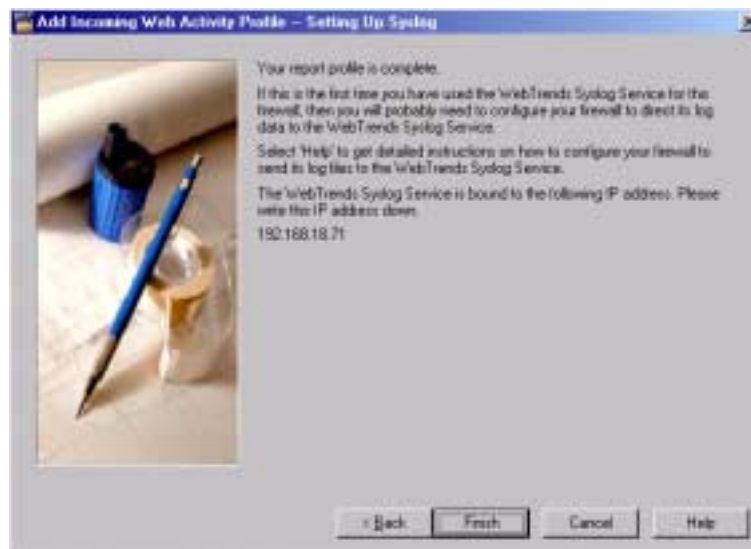 Add Incoming Web Activity Profile -- Setting Up Syslog
Your report profile is complete.
If this is the first time you have used the WebTrends Syslog Service for this
firewall, then you will probably need to configure your firewall to direct its log
data to the WebTrends Syslog Service.
Select 'Help' to get detailed instructions on how to configure your firewall to
send its log files to the WebTrends Syslog Service.
The WebTrends Syslog Service is bound to the following IP address. Please
write this IP address down.
192.168.18.71
< Back Finish Cancel Help